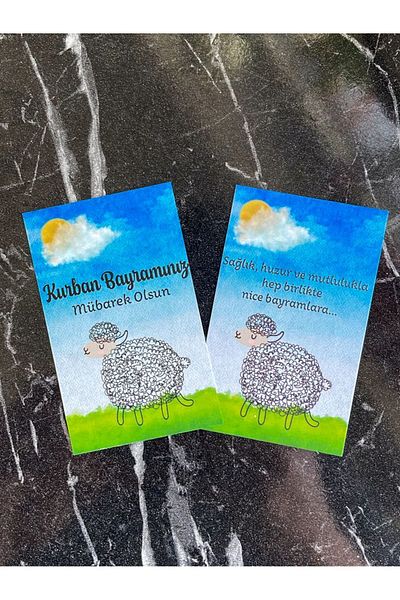 Kurban Bayramınız
Mübarek Olsun
Sağlık, huzur ve mutlulukla
hep birlikte
nice bayramlara...